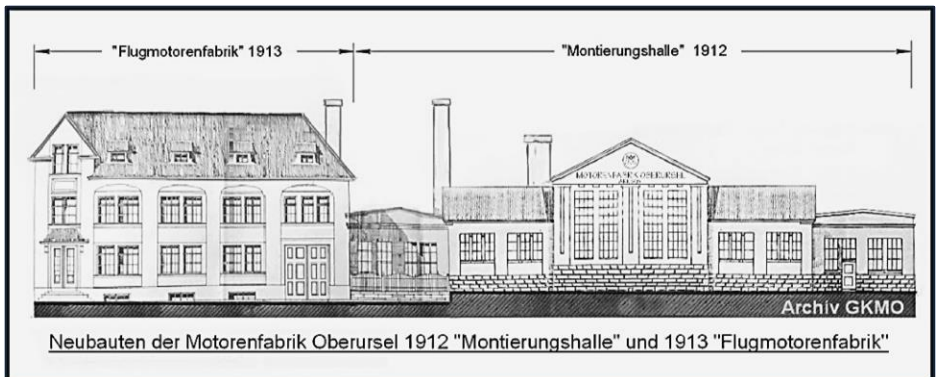 "Flugmotorenfabrik" 1913
"Montierungshalle" 1912
MOTORENFABRIK OBERURSEL
Archiv GKMO
Neubauten der Motorenfabrik Oberursel 1912 "Montierungshalle" und 1913 "Flugmotorenfabrik"